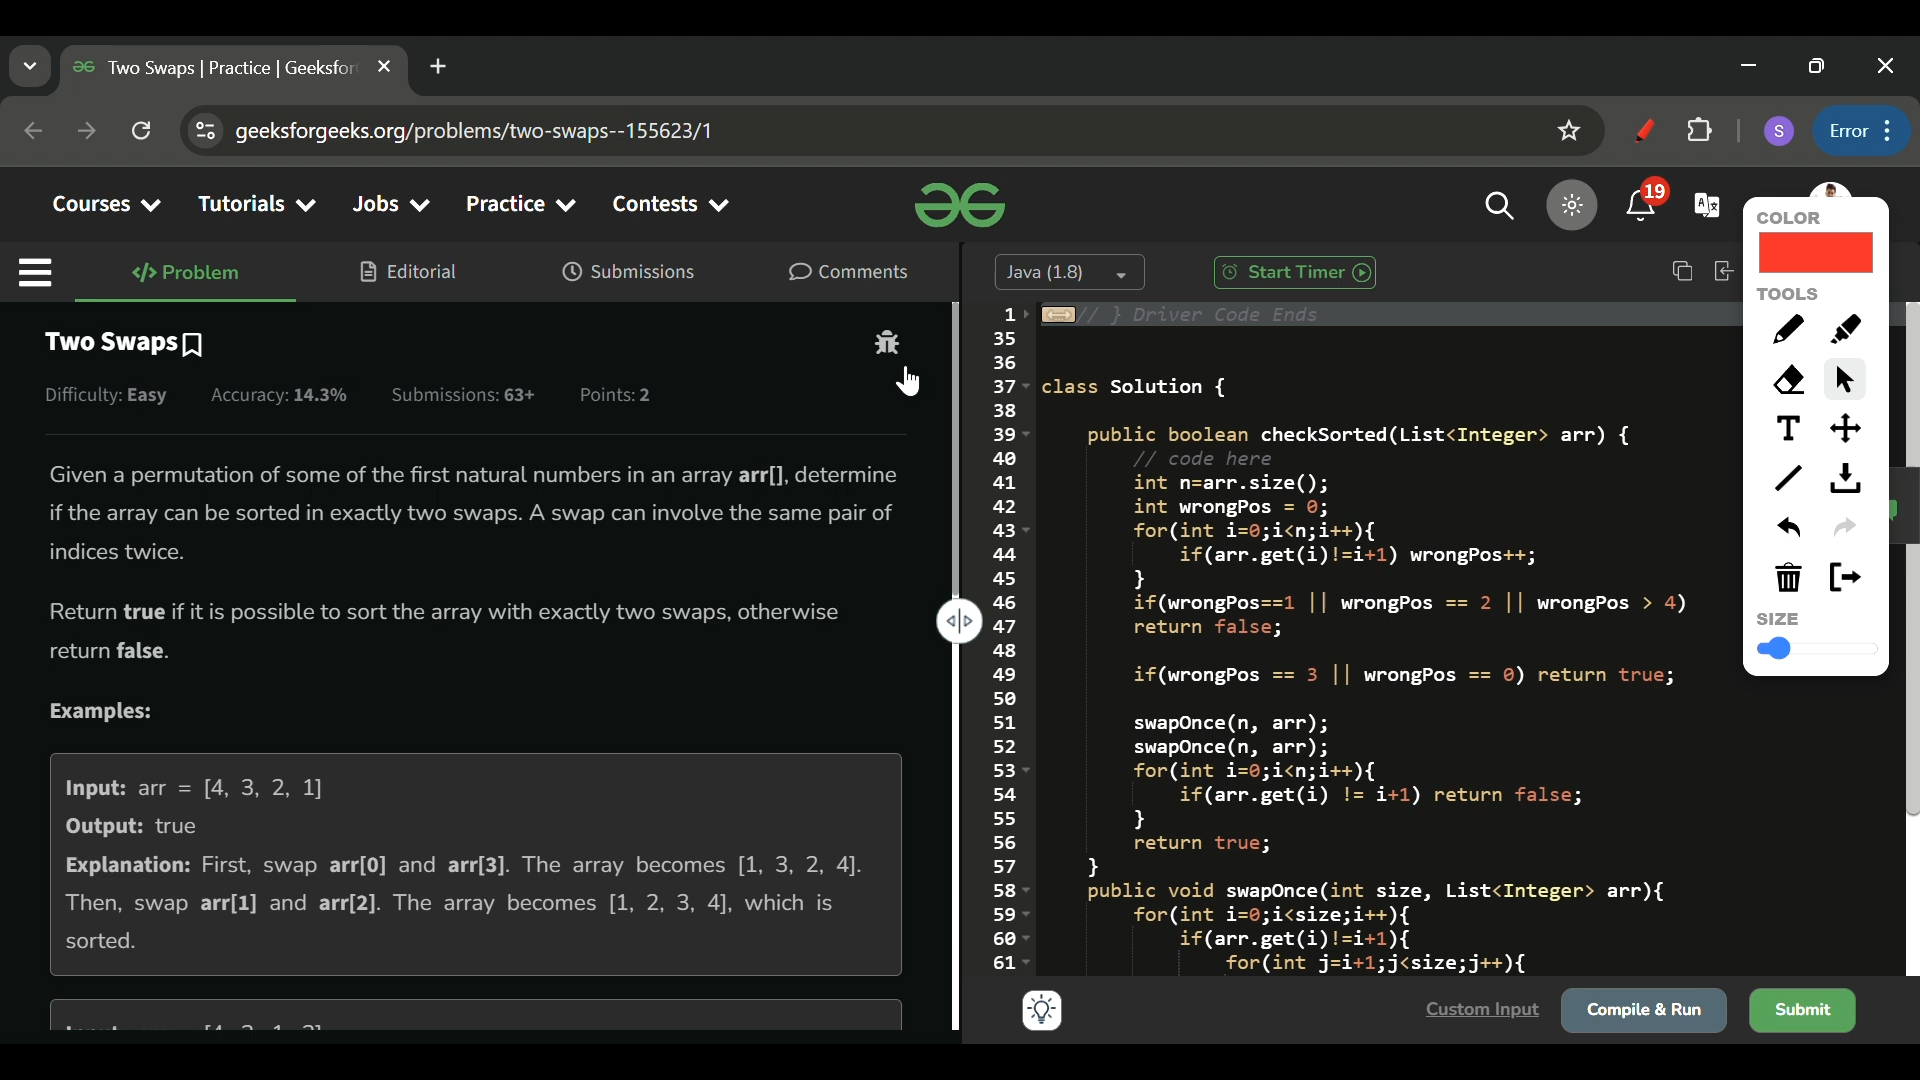 Two Swaps | Practice | Geeksfor
geeksforgeeks.org/problems/two-swaps--155623/1
S
Error
Courses
Tutorials
Jobs
Practice
Contests
19
COLOR
TOOLS
T
SIZE
</> Problem
Editorial
Submissions
Comments
Java (1.8)
Start Timer
Two Swaps
Difficulty: Easy
Accuracy: 14.3%
Submissions: 63+
Points: 2
Given a permutation of some of the first natural numbers in an array arr[], determine
if the array can be sorted in exactly two swaps. A swap can involve the same pair of
indices twice.
Return true if it is possible to sort the array with exactly two swaps, otherwise
return false.
Examples:
Input: arr = [4, 3, 2, 1]
Output: true
Explanation: First, swap arr[0] and arr[3]. The array becomes [1, 3, 2, 4].
Then, swap arr[1] and arr[2]. The array becomes [1, 2, 3, 4], which is
sorted.
1 // } Driver Code Ends
35
36
37 class Solution {
38
39 public boolean checkSorted(List<Integer> arr) {
40 // code here
41 int n=arr.size();
42 int wrongPos = 0;
43 for(int i=0;i<n;i++){
44 if(arr.get(i)!=i+1) wrongPos++;
45 }
46 if(wrongPos==1 || wrongPos == 2 || wrongPos > 4)
47 return false;
48
49 if(wrongPos == 3 || wrongPos == 0) return true;
50
51 swapOnce(n, arr);
52 swapOnce(n, arr);
53 for(int i=0;i<n;i++){
54 if(arr.get(i) != i+1) return false;
55 }
56 return true;
57 }
58 public void swapOnce(int size, List<Integer> arr){
59 for(int i=0;i<size;i++){
60 if(arr.get(i)!=i+1){
61 for(int j=i+1;j<size;j++){
Custom Input
Compile & Run
Submit